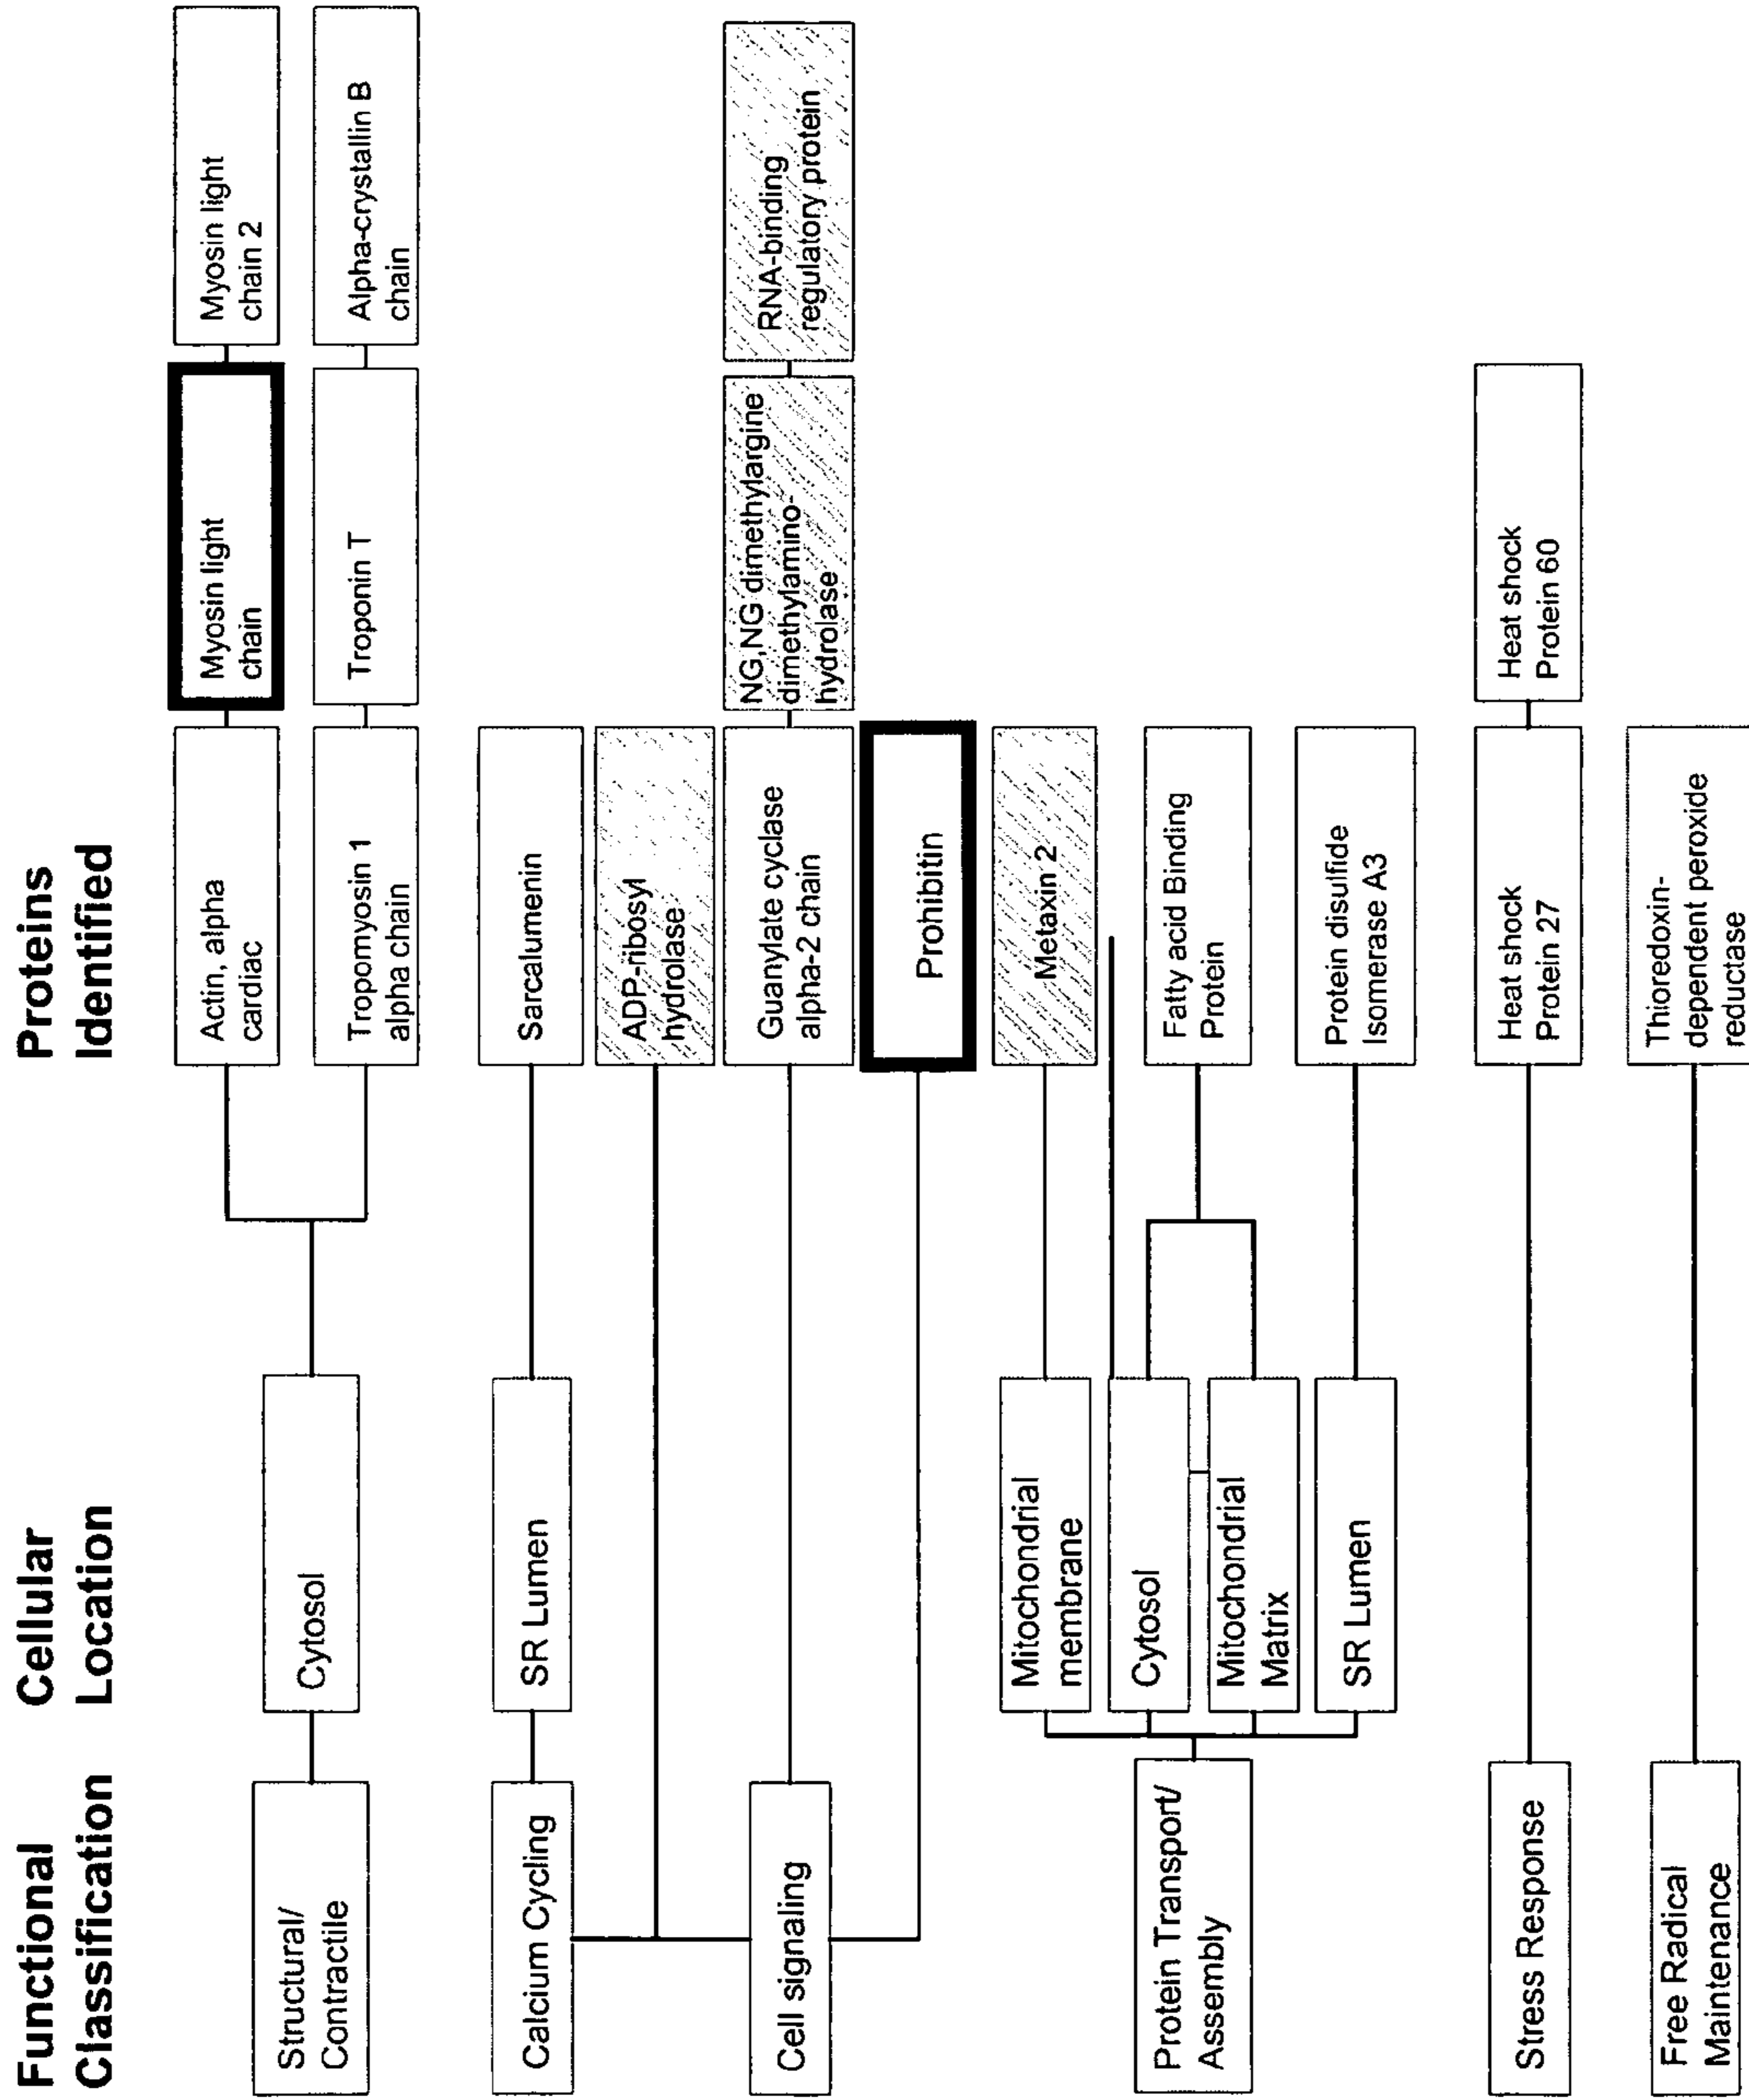 Functional
Classification
Cellular
Location
Proteins
Identified
Structural/
Contractile
Cytosol
Actin, alpha
cardiac
Myosin light
chain
Myosin light
chain 2
Tropomyosin 1
alpha chain
Troponin T
Alpha-crystallin B
chain
Calcium Cycling
SR Lumen
Sarcalumenin
ADP-ribosyl
hydrolase
Cell signaling
Guanylate cyclase
alpha-2 chain
NG,NG dimethylargine
dimethylamino-
hydrolase
RNA-binding
regulatory protein
Prohibitin
Protein Transport/
Assembly
Mitochondrial
membrane
Metaxin 2
Cytosol
Mitochondrial
Matrix
Fatty acid Binding
Protein
SR Lumen
Protein disulfide
Isomerase A3
Stress Response
Heat shock
Protein 27
Heat shock
Protein 60
Free Radical
Maintenance
Thioredoxin-
dependent peroxide
reductase